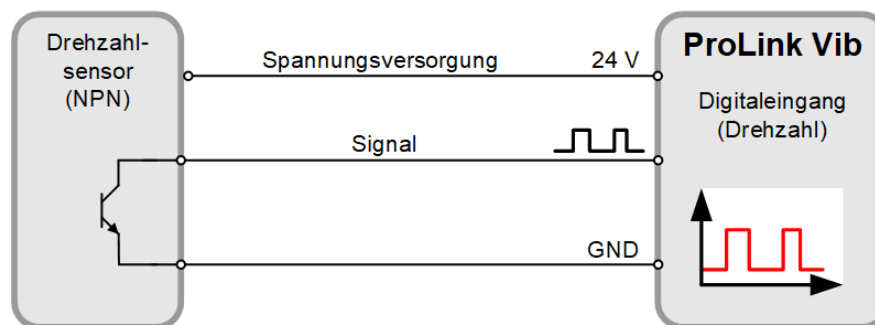 Drehzahl-
sensor
(NPN)
Spannungsversorgung
24 V
Signal
GND
ProLink Vib
Digitaleingang
(Drehzahl)